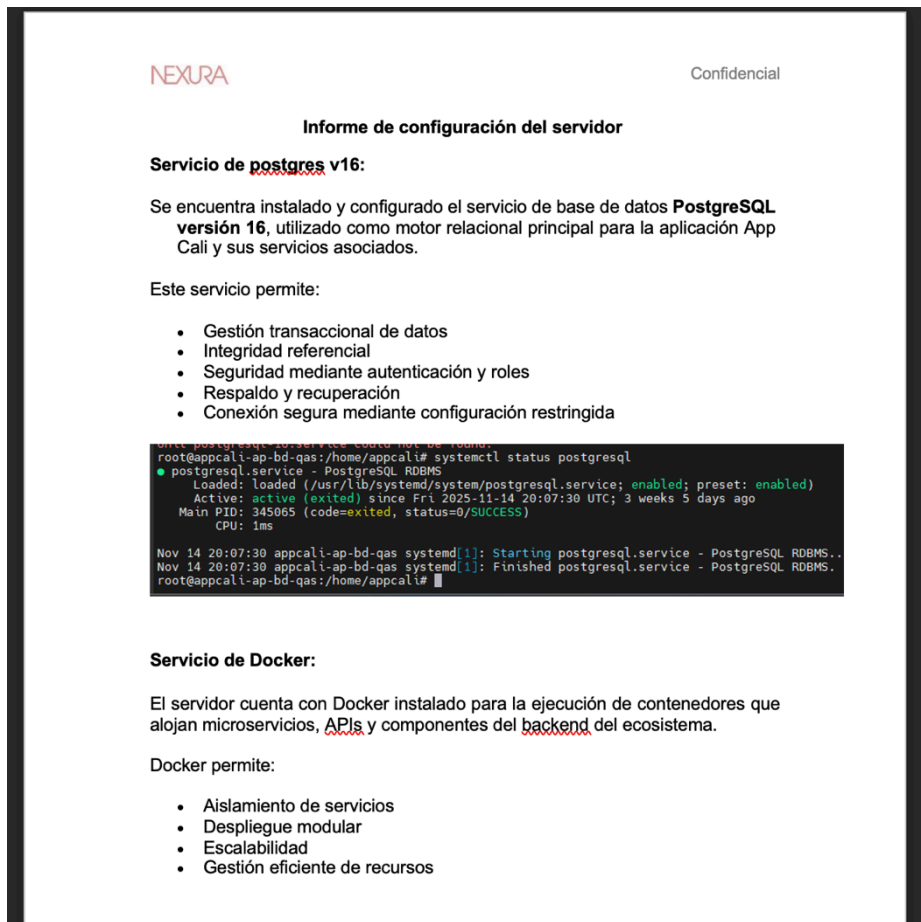 NEXURA
Confidencial
Informe de configuración del servidor
Servicio de postgres v16:
Se encuentra instalado y configurado el servicio de base de datos PostgreSQL
versión 16, utilizado como motor relacional principal para la aplicación App
Cali y sus servicios asociados.
Este servicio permite:
• Gestión transaccional de datos
• Integridad referencial
• Seguridad mediante autenticación y roles
• Respaldo y recuperación
• Conexión segura mediante configuración restringida
Unit postgresql-16.service could not be found.
root@appcali-ap-bd-qas:/home/appcali# systemctl status postgresql
● postgresql.service - PostgreSQL RDBMS
Loaded: loaded (/usr/lib/systemd/system/postgresql.service; enabled; preset: enabled)
Active: active (exited) since Fri 2025-11-14 20:07:30 UTC; 3 weeks 5 days ago
Main PID: 345065 (code=exited, status=0/SUCCESS)
CPU: 1ms
Nov 14 20:07:30 appcali-ap-bd-qas systemd[1]: Starting postgresql.service - PostgreSQL RDBMS..
Nov 14 20:07:30 appcali-ap-bd-qas systemd[1]: Finished postgresql.service - PostgreSQL RDBMS.
root@appcali-ap-bd-qas:/home/appcali#
Servicio de Docker:
El servidor cuenta con Docker instalado para la ejecución de contenedores que
alojan microservicios, APIs y componentes del backend del ecosistema.
Docker permite:
• Aislamiento de servicios
• Despliegue modular
• Escalabilidad
• Gestión eficiente de recursos